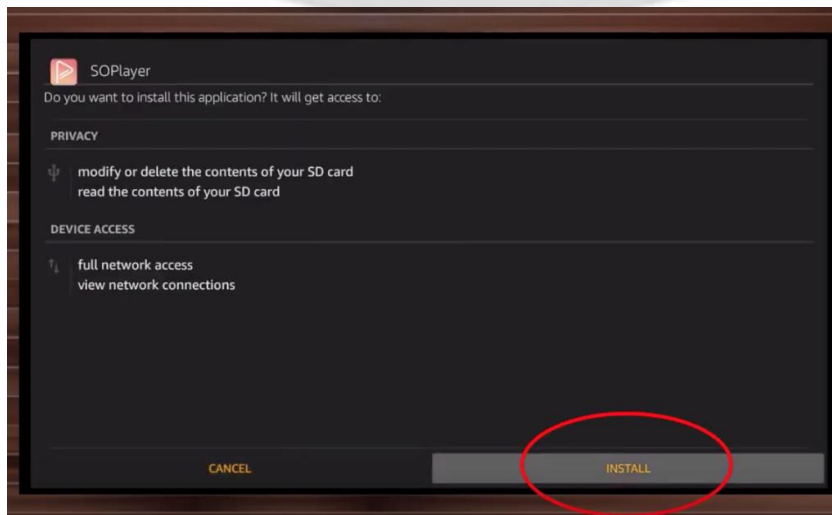 SOPlayer
Do you want to install this application? It will get access to:
PRIVACY
modify or delete the contents of your SD card
read the contents of your SD card
DEVICE ACCESS
full network access
view network connections
CANCEL
INSTALL